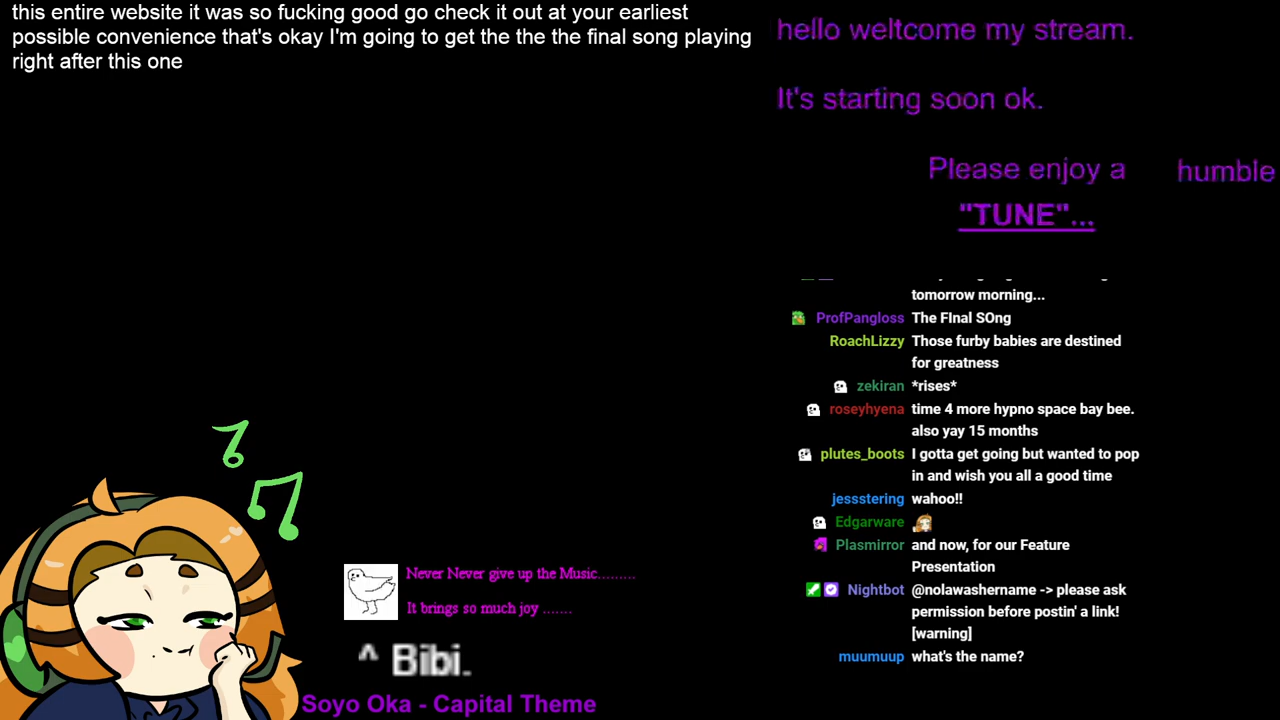 this entire website it was so fucking good go check it out at your earliest
possible convenience that's okay I'm going to get the the the final song playing
right after this one
hello weltcome my stream.
It's starting soon ok.
Please enjoy a humble
"TUNE"...
tomorrow morning...
ProfPangloss The FInal SOng
RoachLizzy Those furby babies are destined
for greatness
zekiran *rises*
roseyhyena time 4 more hypno space bay bee.
also yay 15 months
plutes_boots I gotta get going but wanted to pop
in and wish you all a good time
jessstering wahoo!!
Edgarware
Plasmirror and now, for our Feature
Presentation
Nightbot @nolawashername -> please ask
permission before postin' a link!
[warning]
muumuup what's the name?
Never Never give up the Music.........
It brings so much joy .......
^ Bibi.
Soyo Oka - Capital Theme